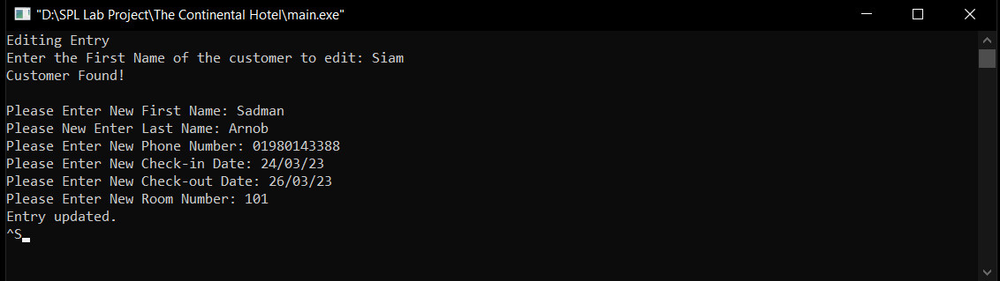 "D:\SPL Lab Project\The Continental Hotel\main.exe"
Editing Entry
Enter the First Name of the customer to edit: Siam
Customer Found!
Please Enter New First Name: Sadman
Please New Enter Last Name: Arnob
Please Enter New Phone Number: 01980143388
Please Enter New Check-in Date: 24/03/23
Please Enter New Check-out Date: 26/03/23
Please Enter New Room Number: 101
Entry updated.
^S